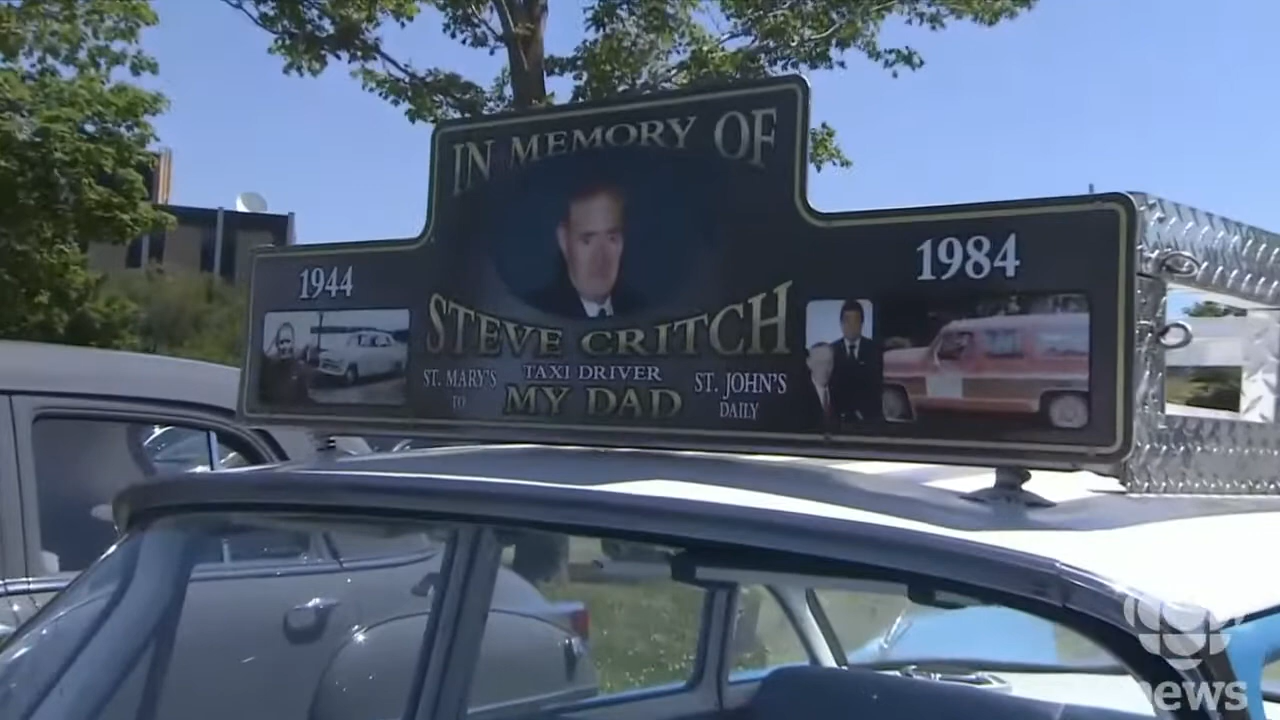 IN MEMORY OF
1944
1984
STEVE CRITCH
ST. MARY'S
TO
TAXI DRIVER
MY DAD
ST. JOHN'S
DAILY
news